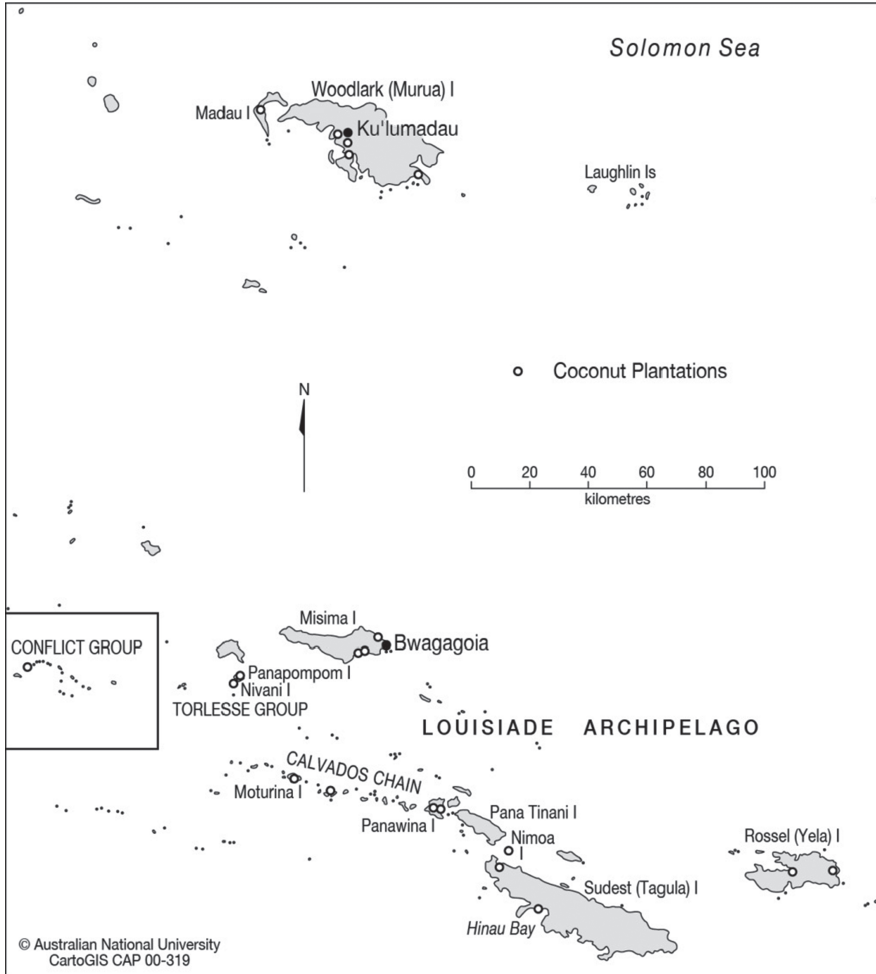 Solomon Sea
Woodlark (Murua) I
Madau I
Ku'lumadau
Laughlin Is
Coconut Plantations
N
0 20 40 60 80 100
kilometres
Misima I
Bwagagoia
CONFLICT GROUP
Panapompom I
Nivani I
TORLESSE GROUP
LOUISIADE ARCHIPELAGO
CALVADOS CHAIN
Moturina I
Panawina I
Pana Tinani I
Nimoa
I
Rossel (Yela) I
Sudest (Tagula) I
Hinau Bay
© Australian National University
CartoGIS CAP 00-319